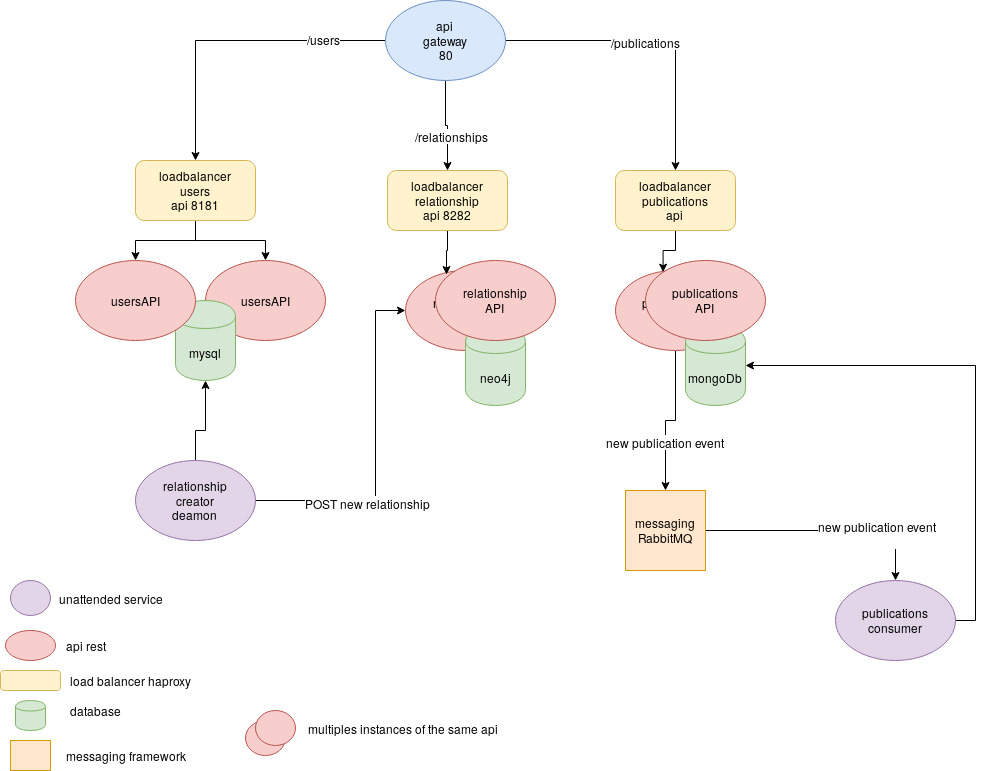 api
gateway
80
/users
/publications
/relationships
loadbalancer
users
api 8181
loadbalancer
relationship
api 8282
loadbalancer
publications
api
usersAPI
usersAPI
relationship
API
publications
API
mysql
neo4j
mongoDb
new publication event
relationship
creator
deamon
POST new relationship
messaging
RabbitMQ
new publication event
publications
consumer
unattended service
api rest
load balancer haproxy
database
multiples instances of the same api
messaging framework